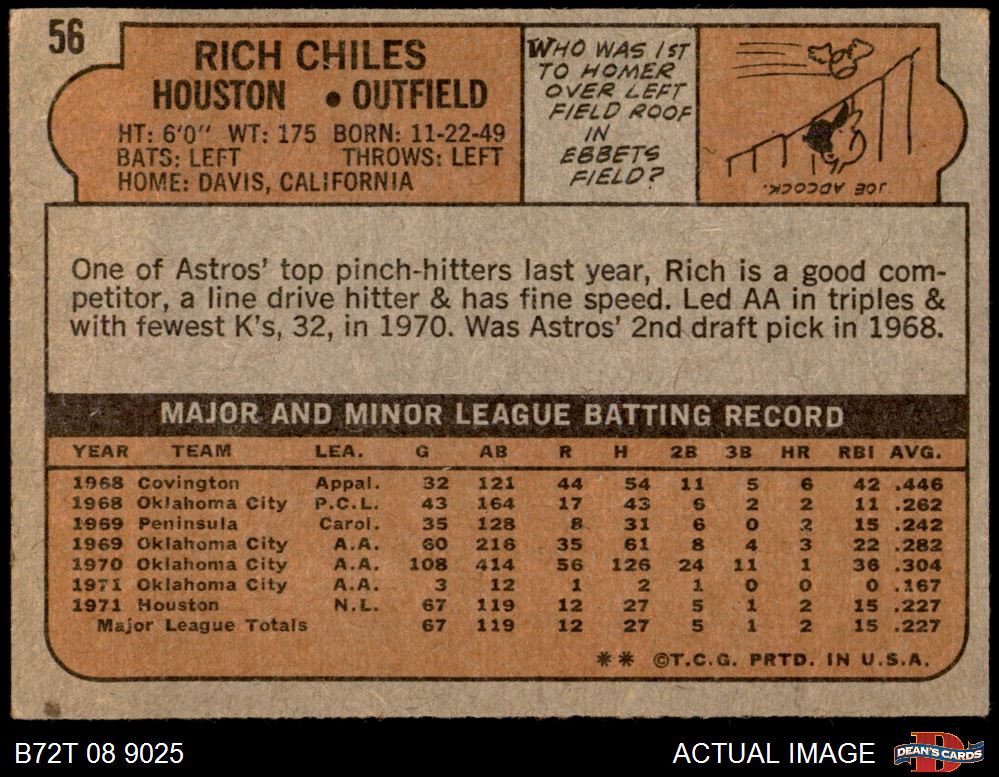 56
RICH CHILES
HOUSTON • OUTFIELD
HT: 6'0" WT: 175 BORN: 11-22-49
BATS: LEFT THROWS: LEFT
HOME: DAVIS, CALIFORNIA
WHO WAS 1ST
TO HOMER
OVER LEFT
FIELD ROOF
IN
EBBETS
FIELD?
JOE ADCOCK.
One of Astros' top pinch-hitters last year, Rich is a good com-
petitor, a line drive hitter & has fine speed. Led AA in triples &
with fewest K's, 32, in 1970. Was Astros' 2nd draft pick in 1968.
MAJOR AND MINOR LEAGUE BATTING RECORD
YEAR TEAM LEA. G AB R H 2B 3B HR RBI AVG.
1968 Covington Appal. 32 121 44 54 11 5 6 42 .446
1968 Oklahoma City P.C.L. 43 164 17 43 6 2 2 11 .262
1969 Peninsula Carol. 35 128 8 31 6 0 2 15 .242
1969 Oklahoma City A.A. 60 216 35 61 8 4 3 22 .282
1970 Oklahoma City A.A. 108 414 56 126 24 11 1 36 .304
1971 Oklahoma City A.A. 3 12 1 2 1 0 0 0 .167
1971 Houston N.L. 67 119 12 27 5 1 2 15 .227
Major League Totals 67 119 12 27 5 1 2 15 .227
** ©T.C.G. PRTD. IN U.S.A.
B72T 08 9025
ACTUAL IMAGE
D
DEAN'S CARDS